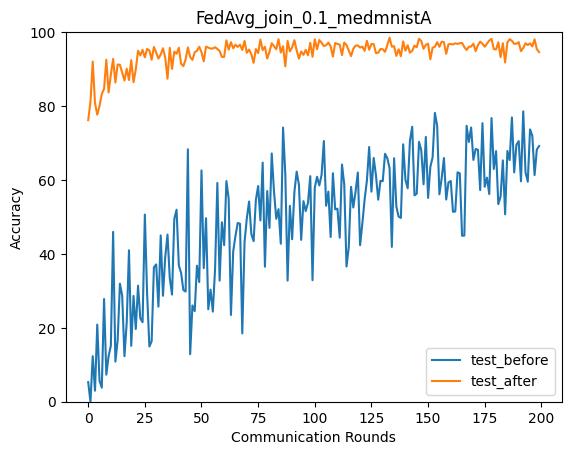 FedAvg_join_0.1_medmnistA
Accuracy
100
80
60
40
20
0
0 25 50 75 100 125 150 175 200
Communication Rounds
test_before
test_after